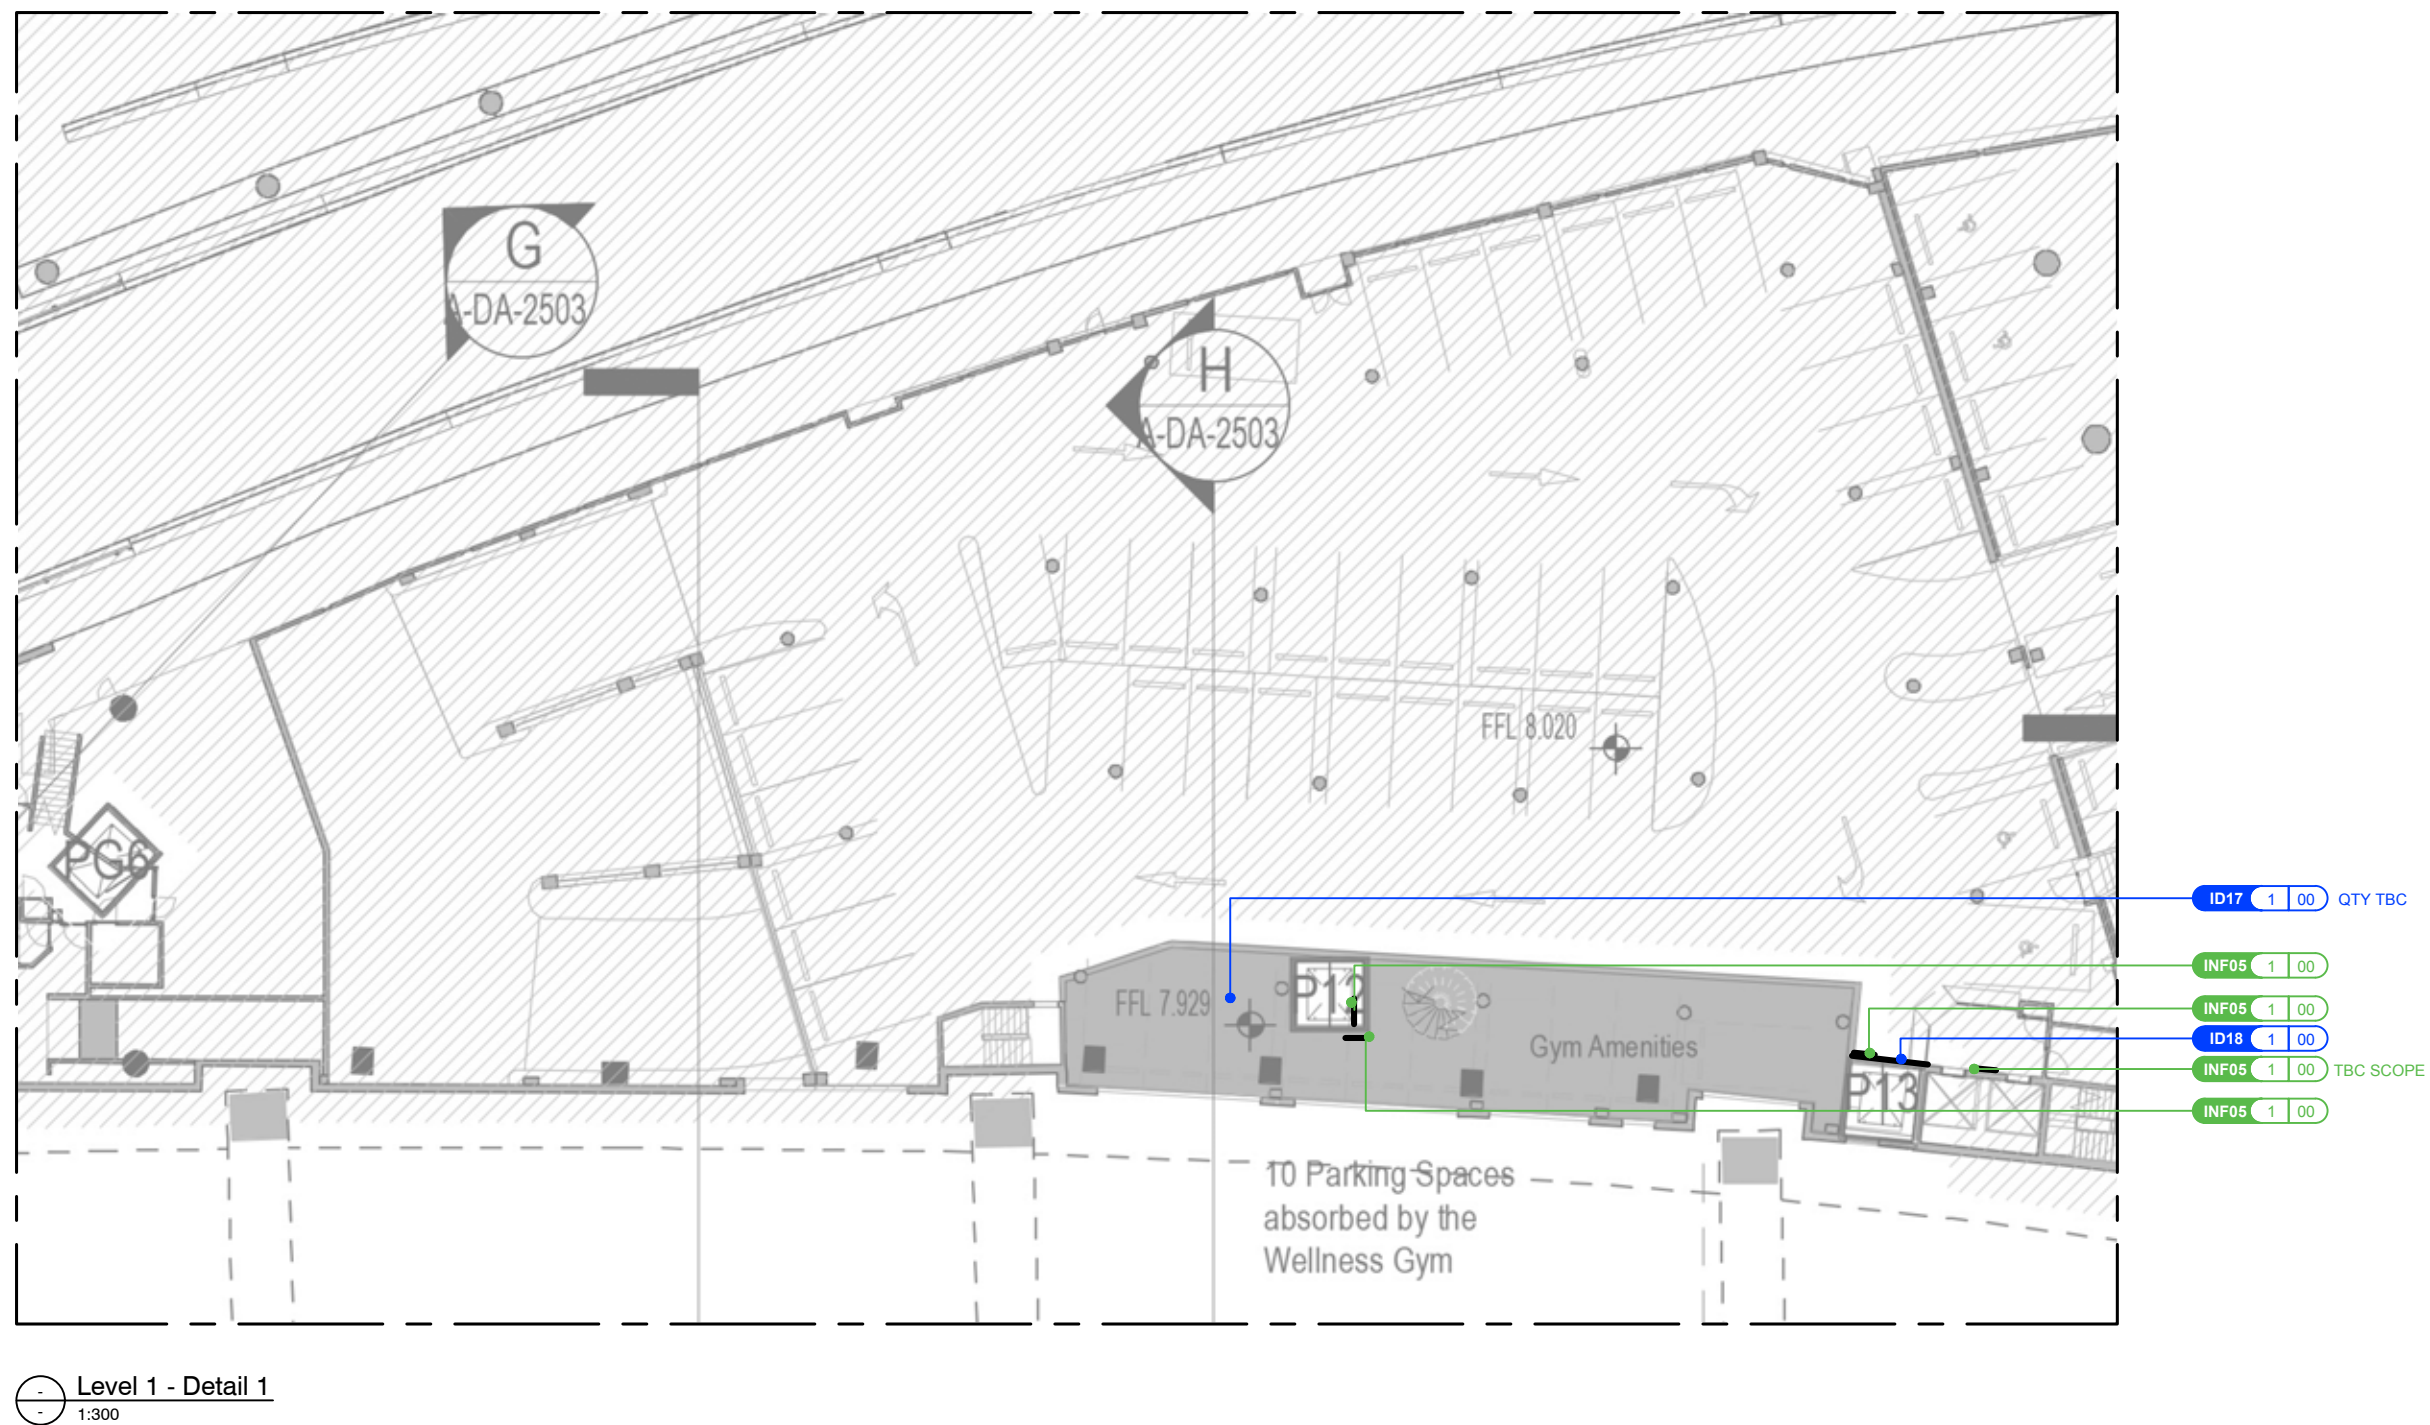 G
A-DA-2503
H
A-DA-2503
FFL 8.020
PG6
ID17 1 00 QTY TBC
INF05 1 00
P12
FFL 7.929
INF05 1 00
ID18 1 00
Gym Amenities
INF05 1 00 TBC SCOPE
P13
INF05 1 00
10 Parking Spaces
absorbed by the
Wellness Gym
-
-
Level 1 - Detail 1
1:300